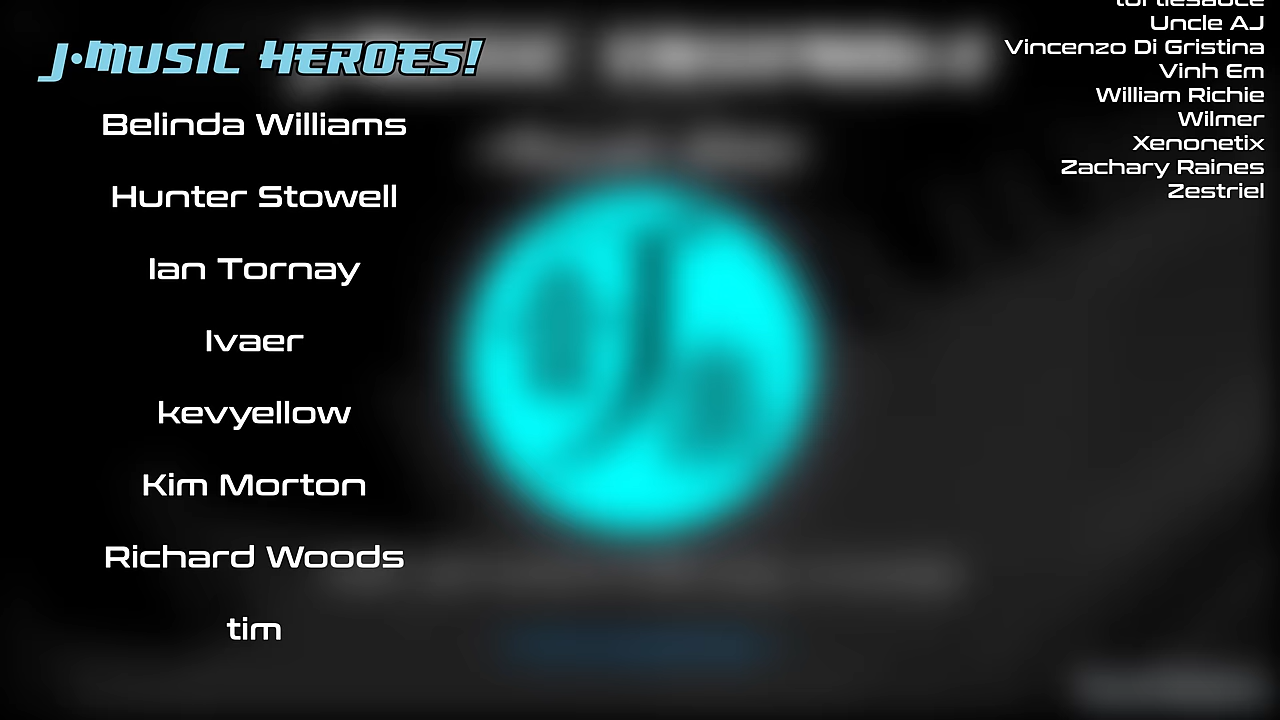 J-MUSIC HEROES!
Belinda Williams
Hunter Stowell
Ian Tornay
Ivaer
kevyellow
Kim Morton
Richard Woods
tim
Uncle AJ
Vincenzo Di Gristina
Vinh Em
William Richie
Wilmer
Xenonetix
Zachary Raines
Zestriel